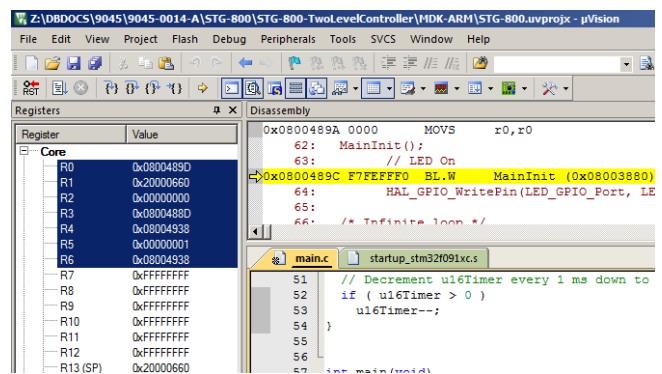 Z:\DBDOCS\9045\9045-0014-A\STG-800\STG-800-TwoLevelController\MDK-ARM\STG-800.uvprojx - µVision
File Edit View Project Flash Debug Peripherals Tools SVCS Window Help
RST
Registers
Register Value
Core
R0 0x0800489D
R1 0x20000660
R2 0x00000000
R3 0x0800488D
R4 0x08004938
R5 0x00000001
R6 0x08004938
R7 0xFFFFFFFF
R8 0xFFFFFFFF
R9 0xFFFFFFFF
R10 0xFFFFFFFF
R11 0xFFFFFFFF
R12 0xFFFFFFFF
R13 (SP) 0x20000660
Disassembly
0x0800489A 0000 MOVS r0,r0
62: MainInit();
63: // LED On
0x0800489C F7FEFFF0 BL.W MainInit (0x08003880)
64: HAL_GPIO_WritePin(LED_GPIO_Port, LE
65:
66: /* Infinite loop */
main.c startup_stm32f091xc.s
51 // Decrement u16Timer every 1 ms down to
52 if ( u16Timer > 0 )
53 u16Timer--;
54 }
55
56
57 int main(void)